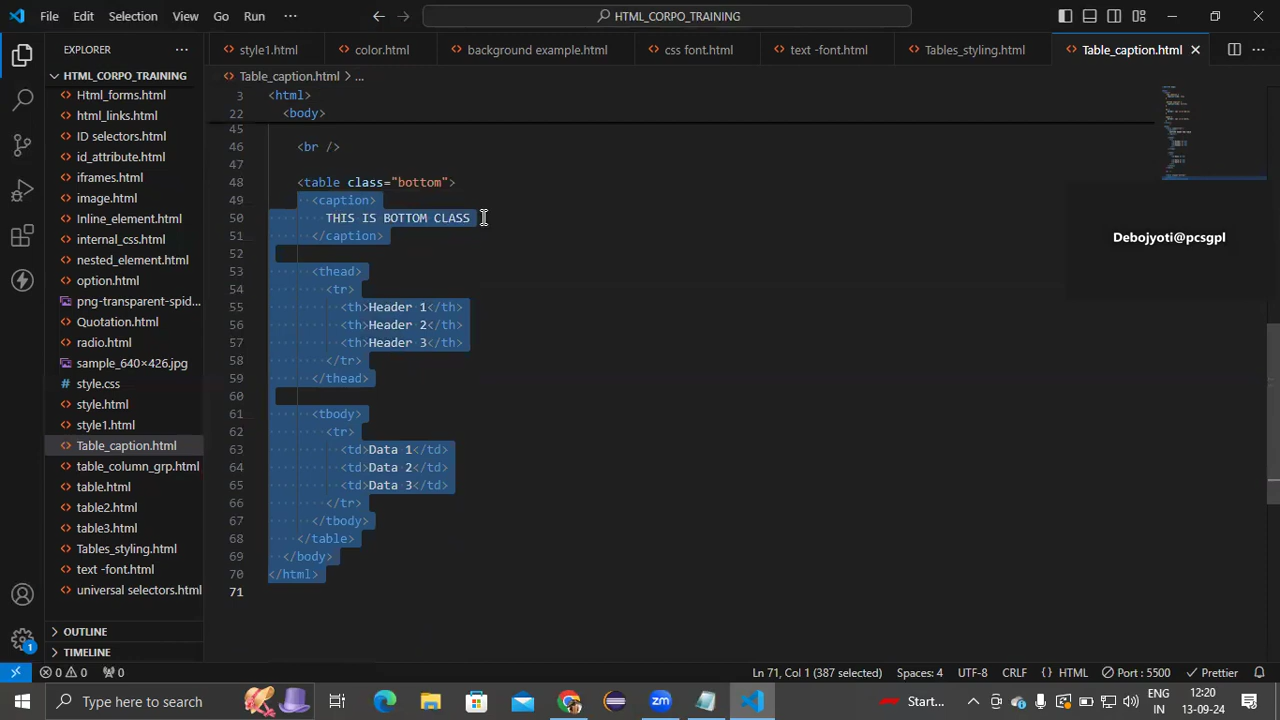 File Edit Selection View Go Run ···
HTML_CORPO_TRAINING
EXPLORER ···
style1.html
color.html
background example.html
css font.html
text -font.html
Tables_styling.html
Table_caption.html
HTML_CORPO_TRAINING
Table_caption.html > ...
Html_forms.html
html_links.html
ID selectors.html
id_attribute.html
iframes.html
image.html
Inline_element.html
internal_css.html
nested_element.html
option.html
png-transparent-spid...
Quotation.html
radio.html
sample_640×426.jpg
style.css
style.html
style1.html
Table_caption.html
table_column_grp.html
table.html
table2.html
table3.html
Tables_styling.html
text -font.html
universal selectors.html
OUTLINE
TIMELINE
3 <html>
22 <body>
45
46 <br />
47
48 <table class="bottom">
49 <caption>
50 THIS IS BOTTOM CLASS
51 </caption>
52
53 <thead>
54 <tr>
55 <th>Header 1</th>
56 <th>Header 2</th>
57 <th>Header 3</th>
58 </tr>
59 </thead>
60
61 <tbody>
62 <tr>
63 <td>Data 1</td>
64 <td>Data 2</td>
65 <td>Data 3</td>
66 </tr>
67 </tbody>
68 </table>
69 </body>
70 </html>
71
Debojyoti@pcsgpl
1
0 0 0
Ln 71, Col 1 (387 selected) Spaces: 4 UTF-8 CRLF {} HTML Port : 5500 Prettier
Type here to search
zm
Start...
ENG
IN
12:20
13-09-24